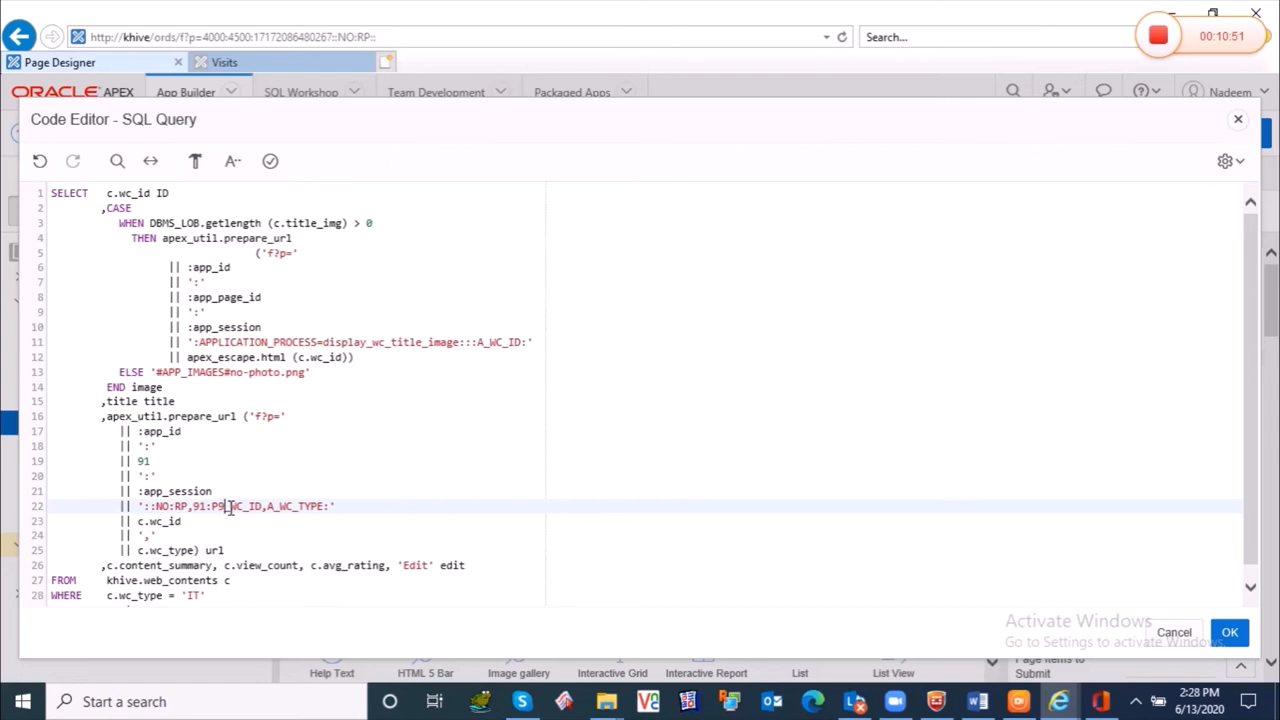 http://khive/ords/f?p=4000:4500:17172086480267::NO:RP::
Search...
00:10:51
Page Designer
Visits
ORACLE APEX
App Builder
SQL Workshop
Team Development
Packaged Apps
Nadeem
Code Editor - SQL Query
1 SELECT c.wc_id ID
2 ,CASE
3 WHEN DBMS_LOB.getlength (c.title_img) > 0
4 THEN apex_util.prepare_url
5 ('f?p='
6 || :app_id
7 || ':'
8 || :app_page_id
9 || ':'
10 || :app_session
11 || ':APPLICATION_PROCESS=display_wc_title_image:::A_WC_ID:'
12 || apex_escape.html (c.wc_id))
13 ELSE '#APP_IMAGES#no-photo.png'
14 END image
15 ,title title
16 ,apex_util.prepare_url ('f?p='
17 || :app_id
18 || ':'
19 || 91
20 || ':'
21 || :app_session
22 || '::NO:RP,91:P9_WC_ID,A_WC_TYPE:'
23 || c.wc_id
24 || ','
25 || c.wc_type) url
26 ,c.content_summary, c.view_count, c.avg_rating, 'Edit' edit
27 FROM khive.web_contents c
28 WHERE c.wc_type = 'IT'
Activate Windows
Go to Settings to activate Windows.
Cancel
OK
Help Text
HTML 5 Bar
Image gallery
Interactive Grid
Interactive Report
List
List View
Page Items to
Submit
Start a search
2:28 PM
6/13/2020